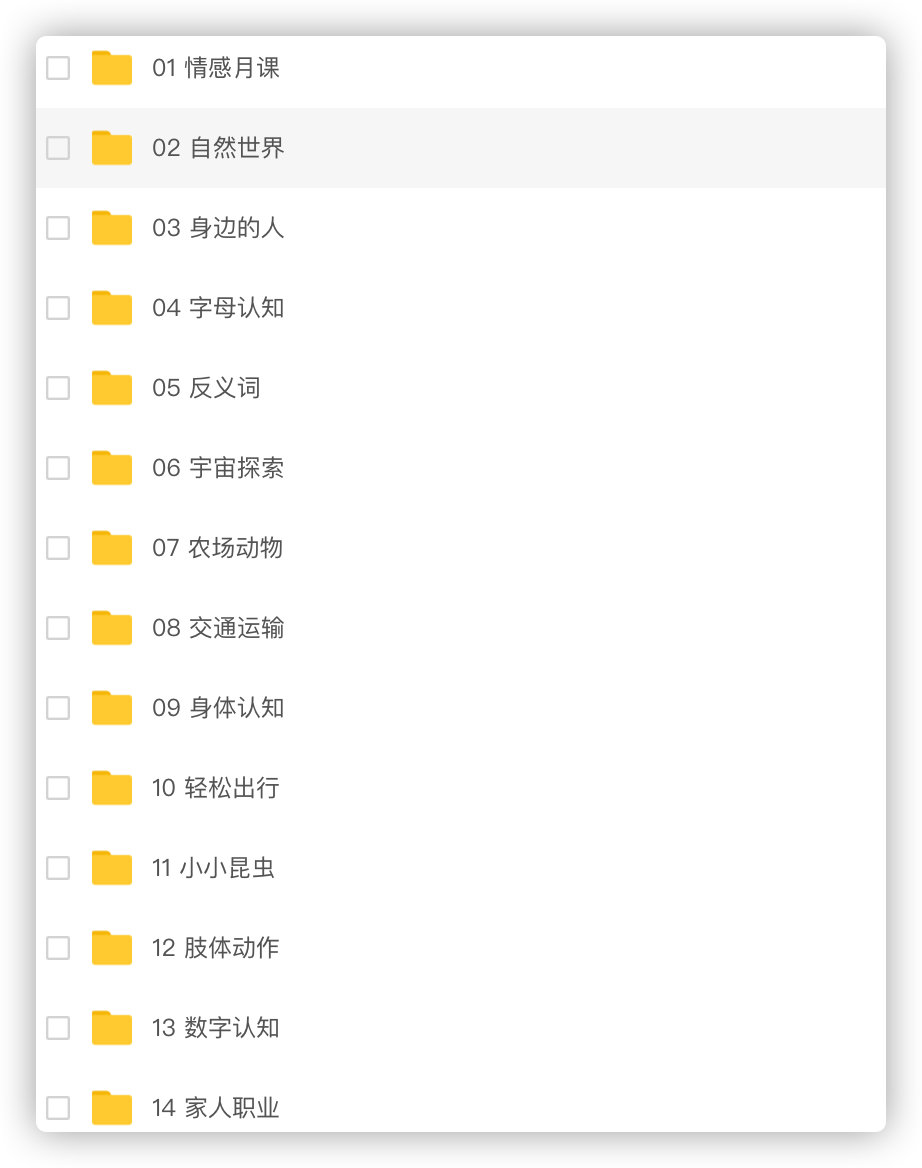 01 情感月课
02 自然世界
03 身边的人
04 字母认知
05 反义词
06 宇宙探索
07 农场动物
08 交通运输
09 身体认知
10 轻松出行
11 小小昆虫
12 肢体动作
13 数字认知
14 家人职业